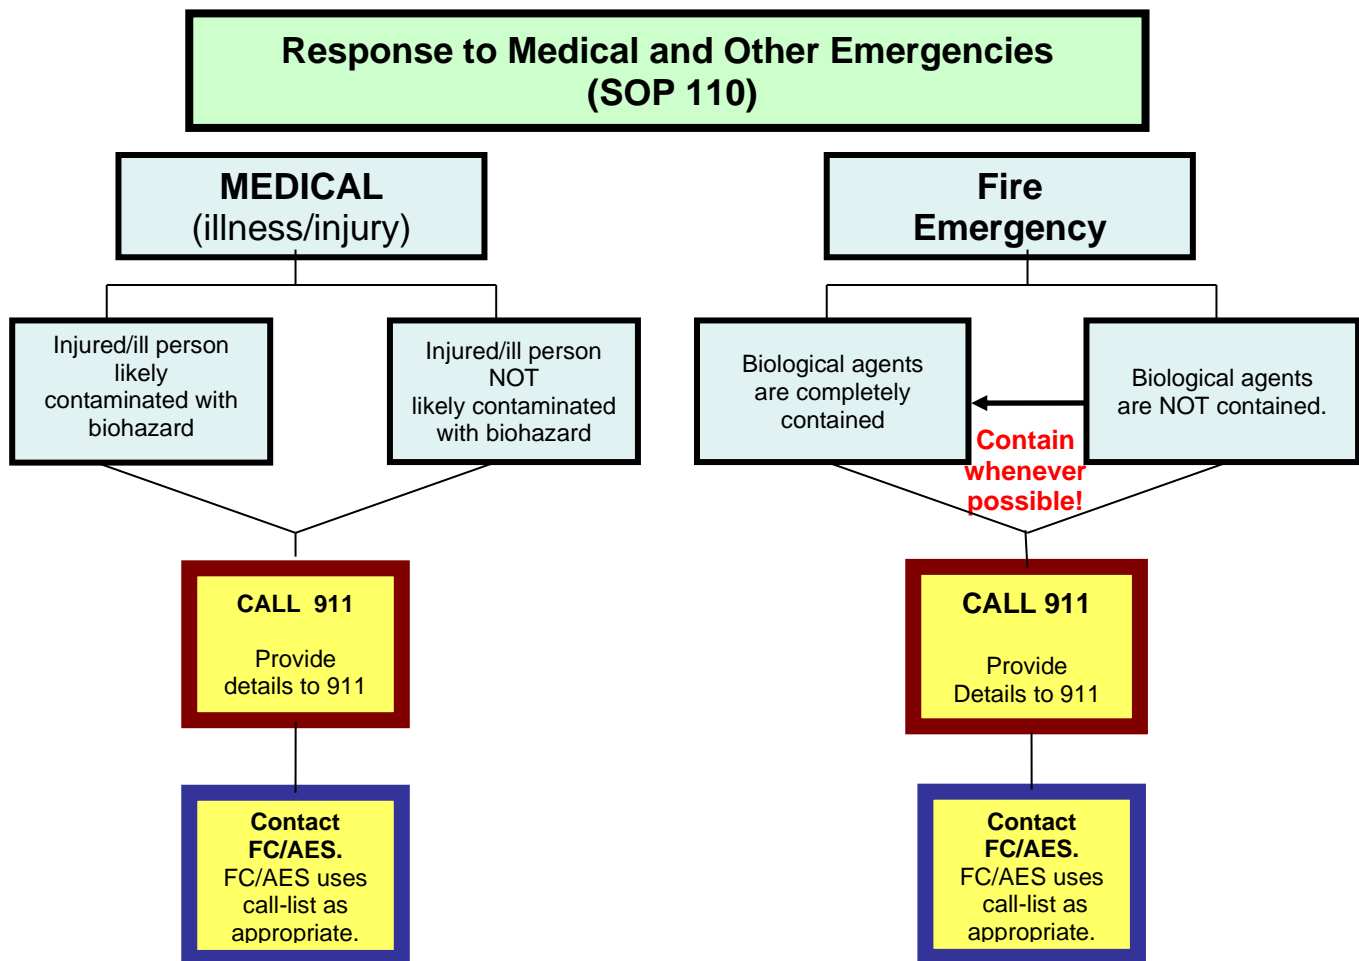 Response to Medical and Other Emergencies
(SOP 110)
MEDICAL
(illness/injury)
Fire
Emergency
Injured/ill person
likely
contaminated with
biohazard
Injured/ill person
NOT
likely contaminated
with biohazard
Biological agents
are completely
contained
Biological agents
are NOT contained.
Contain
whenever
possible!
CALL 911
Provide
details to 911
CALL 911
Provide
Details to 911
Contact
FC/AES.
FC/AES uses
call-list as
appropriate.
Contact
FC/AES.
FC/AES uses
call-list as
appropriate.